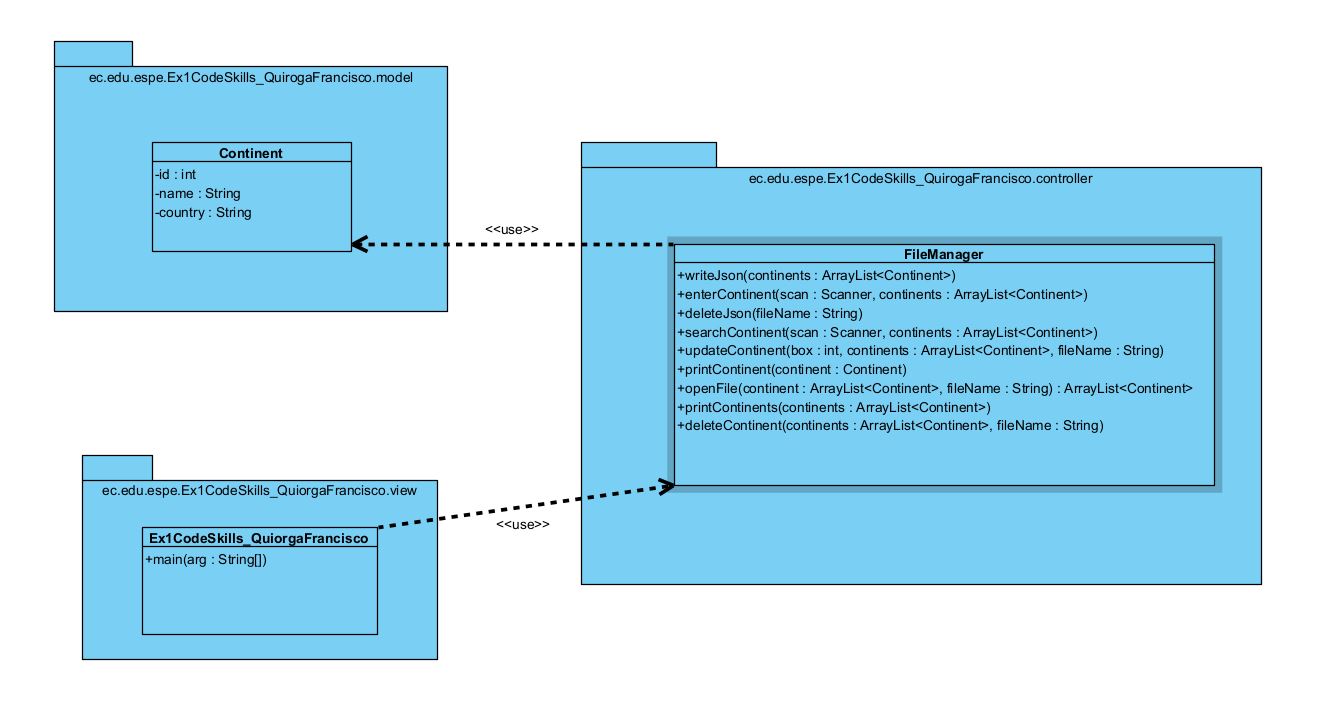 ec.edu.espe.Ex1CodeSkills_QuirogaFrancisco.model
Continent
-id : int
-name : String
-country : String
<<use>>
ec.edu.espe.Ex1CodeSkills_QuirogaFrancisco.controller
FileManager
+writeJson(continents : ArrayList<Continent>)
+enterContinent(scan : Scanner, continents : ArrayList<Continent>)
+deleteJson(fileName : String)
+searchContinent(scan : Scanner, continents : ArrayList<Continent>)
+updateContinent(box : int, continents : ArrayList<Continent>, fileName : String)
+printContinent(continent : Continent)
+openFile(continent : ArrayList<Continent>, fileName : String) : ArrayList<Continent>
+printContinents(continents : ArrayList<Continent>)
+deleteContinent(continents : ArrayList<Continent>, fileName : String)
ec.edu.espe.Ex1CodeSkills_QuiorgaFrancisco.view
Ex1CodeSkills_QuiorgaFrancisco
+main(arg : String[])
<<use>>